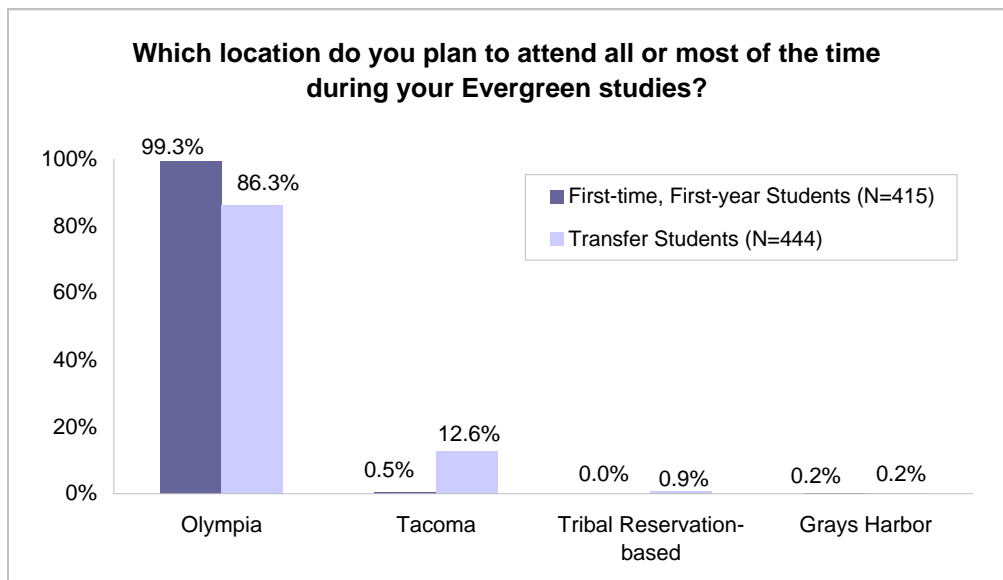 Which location do you plan to attend all or most of the time
during your Evergreen studies?
100%
80%
60%
40%
20%
0%
99.3%
86.3%
0.5%
12.6%
0.0%
0.9%
0.2%
0.2%
First-time, First-year Students (N=415)
Transfer Students (N=444)
Olympia
Tacoma
Tribal Reservation-
based
Grays Harbor